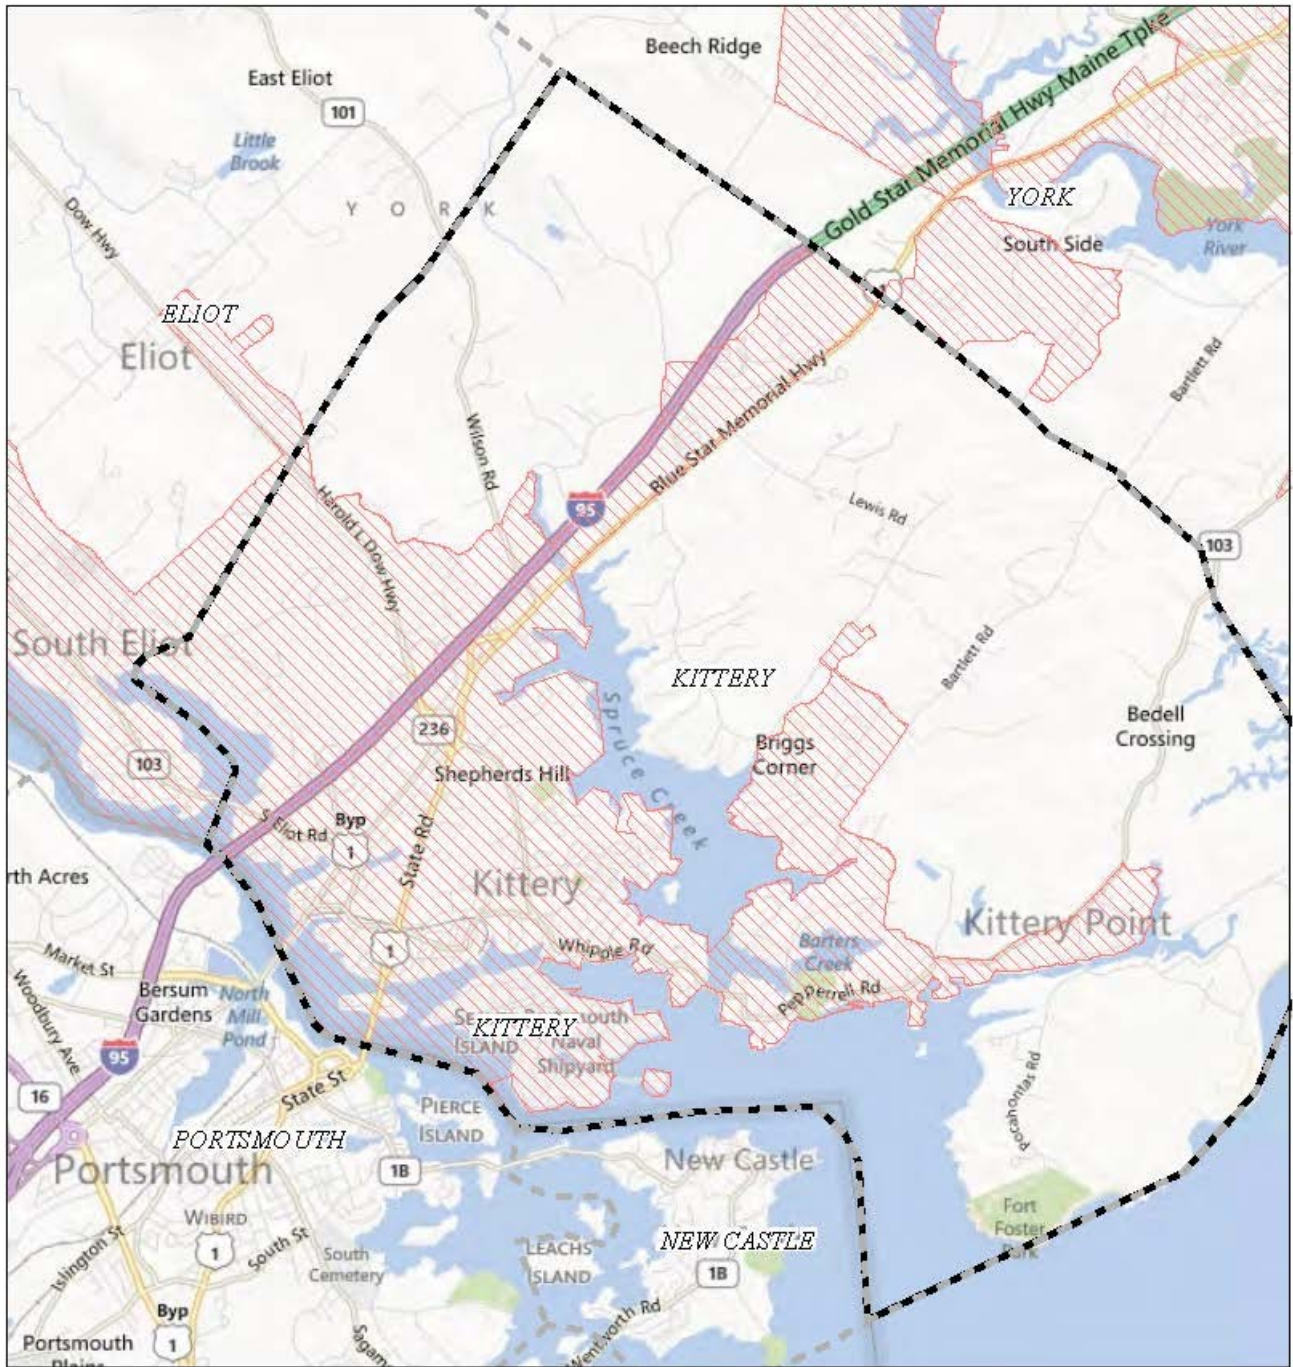 Beech Ridge
East Eliot
101
Gold Star Memorial Hwy Maine Tpke
Little
Brook
YORK
YORK
Dow Hwy
South Side
York
River
ELIOT
Eliot
Bartlett Rd
Blue Star Memorial Hwy
Wilson Rd
Harold L Dow Hwy
95
Lewis Rd
103
South Eliot
Bartlett Rd
KITTERY
Spruce Creek
236
Bedell
Crossing
Briggs
Corner
103
Shepherds Hill
S Eliot Rd
Byp
1
State Rd
rth Acres
Kittery
Kittery Point
1
Whipple Rd
Barters
Creek
Market St
Woodbury Ave
Bersum
Gardens
North
Mill
Pond
Pepperrell Rd
KITTERY
ISLAND
Naval
Shipyard
95
16
State St
Pocahontas Rd
PIERCE
ISLAND
PORTSMOUTH
Portsmouth
1B
New Castle
WIBIRD
1
South St
Fort
Foster
NEW CASTLE
LEACHS
ISLAND
1B
South
Cemetery
Islington St
Byp
1
Wentworth Rd
Sagam
Portsmouth
Plains